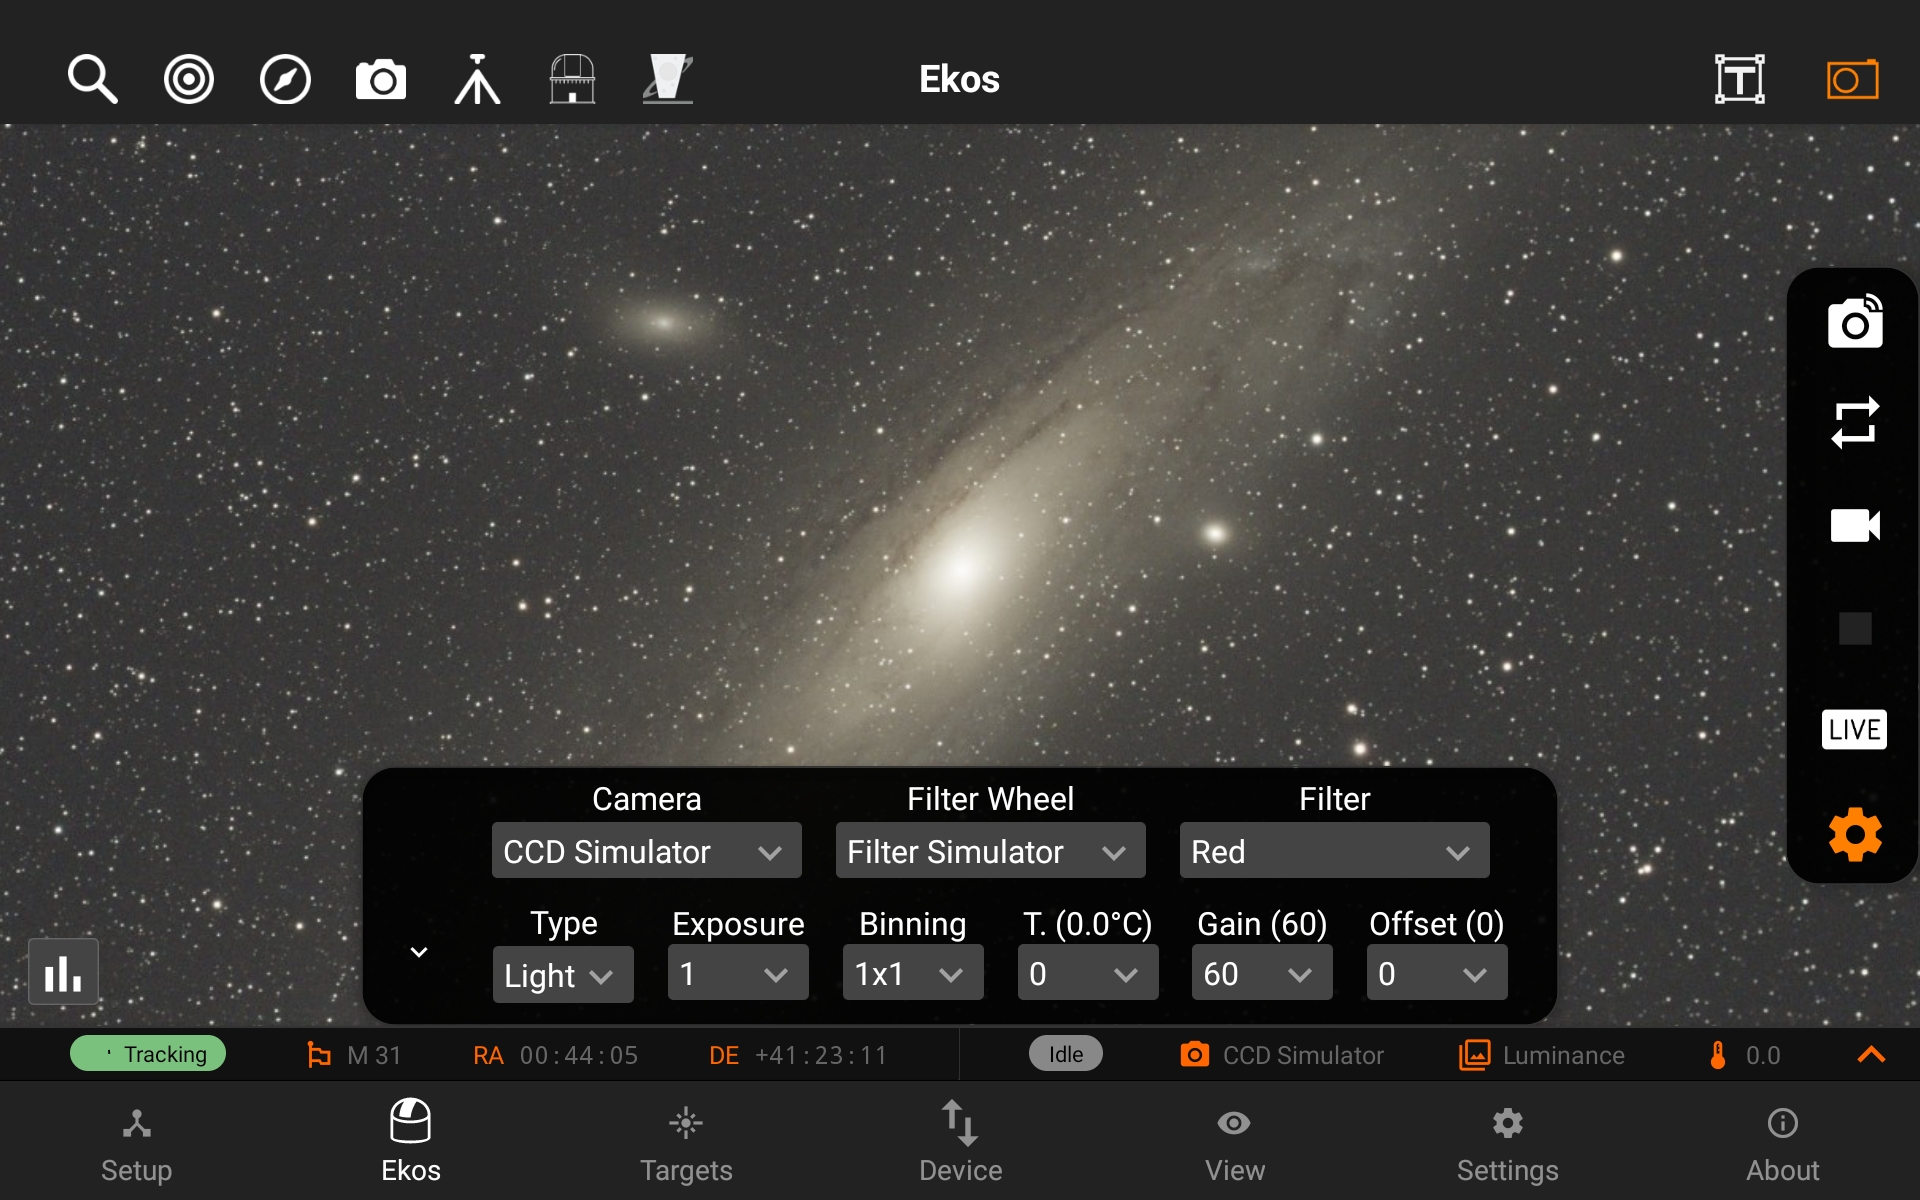 Ekos
T
LIVE
Camera Filter Wheel Filter
CCD Simulator Filter Simulator Red
Type Exposure Binning T. (0.0°C) Gain (60) Offset (0)
Light 1 1x1 0 60 0
Tracking M 31 RA 00:44:05 DE +41:23:11 Idle CCD Simulator Luminance 0.0
Setup Ekos Targets Device View Settings About